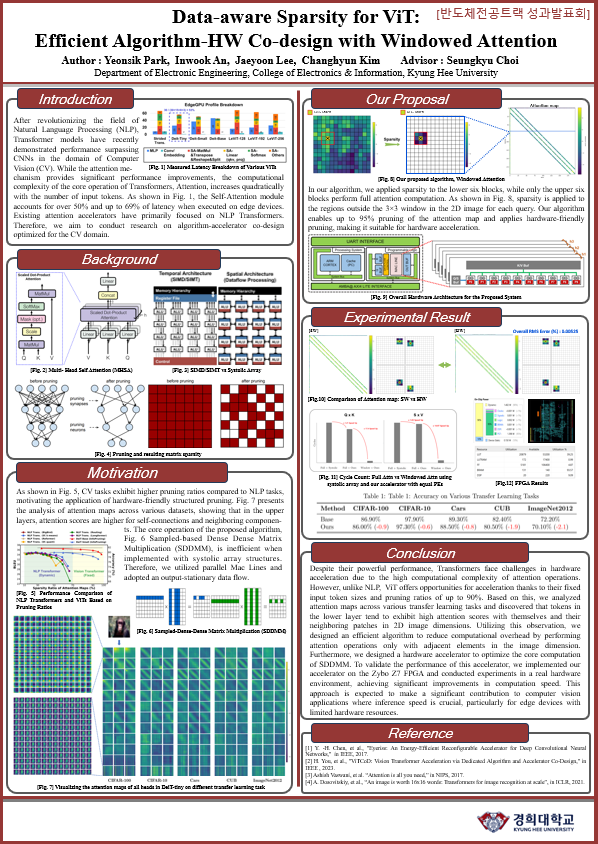 Data-aware Sparsity for ViT: [반도체전공트랙 성과발표회]
Efficient Algorithm-HW Co-design with Windowed Attention
Author : Yeonsik Park, Inwook An, Jaeyoon Lee, Changhyun Kim Advisor : Seungkyu Choi
Department of Electronic Engineering, College of Electronics & Information, Kyung Hee University
Introduction
After revolutionizing the field of
Natural Language Processing (NLP),
Transformer models have recently
demonstrated performance surpassing
CNNs in the domain of Computer
Vision (CV). While the attention me-
EdgeGPU Profile Breakdown
[Fig. 1] Measured Latency Breakdown of Various ViTs
chanism provides significant performance improvements, the computational
complexity of the core operation of Transformers, Attention, increases quadratically
with the number of input tokens. As shown in Fig. 1, the Self-Attention module
accounts for over 50% and up to 69% of latency when executed on edge devices.
Existing attention accelerators have primarily focused on NLP Transformers.
Therefore, we aim to conduct research on algorithm-accelerator co-design
optimized for the CV domain.
Background
Scaled Dot-Product
Attention
MatMul
SoftMax
Mask (opt.)
Scale
MatMul
Q K V
Linear
Concat
Scaled Dot-Product
Attention
Linear
V K Q
Temporal Architecture
(SIMD/SIMT)
Memory Hierarchy
Register File
ALU
Control
Spatial Architecture
(Dataflow Processing)
Memory Hierarchy
ALU
[Fig. 2] Multi- Head Self Attention (MHSA)
[Fig. 3] SIMD/SIMT vs Systolic Array
before pruning
after pruning
pruning
synapses
pruning
neurons
before pruning
after pruning
[Fig. 4] Pruning and resulting matrix sparsity
Motivation
As shown in Fig. 5, CV tasks exhibit higher pruning ratios compared to NLP tasks,
motivating the application of hardware-friendly structured pruning. Fig. 7 presents
the analysis of attention maps across various datasets, showing that in the upper
layers, attention scores are higher for self-connections and neighboring componen-
ts. The core operation of the proposed algorithm,
Fig. 6 Sampled-based Dense Dense Matrix
Multiplication (SDDMM), is inefficient when
implemented with systolic array structures.
Therefore, we utilized parallel Mac Lines and
adopted an output-stationary data flow.
[Fig. 5] Performance Comparison of
NLP Transformers and ViTs Based on
Pruning Ratios
[Fig. 6] Sampled-Dense-Dense Matrix Multiplication (SDDMM)
CIFAR-100 CIFAR-10 Cars CUB ImageNet2012
[Fig. 7] Visualizing the attention maps of all heads in DeiT-tiny on different transfer learning task
Our Proposal
Sparsity
Attention map
[Fig. 8] Our proposed algorithm, Windowed Attention
In our algorithm, we applied sparsity to the lower six blocks, while only the upper six
blocks perform full attention computation. As shown in Fig. 8, sparsity is applied to
the regions outside the 3×3 window in the 2D image for each query. Our algorithm
enables up to 95% pruning of the attention map and applies hardware-friendly
pruning, making it suitable for hardware acceleration.
UART INTERFACE
[Fig. 9] Overall Hardware Architecture for the Proposed System
Experimental Result
Overall RMS Error (%) : 0.00528
[Fig.10] Comparison of Attention map: SW vs HW
Q x K
S x V
[Fig. 11] Cycle Count: Full Attn vs Windowed Attn using
systolic array and our accelerator with equal PEs
[Fig.12] FPGA Results
Table 1: Table 1: Accuracy on Various Transfer Learning Tasks
Method CIFAR-100 CIFAR-10 Cars CUB ImageNet2012
Base 86.90% 97.90% 89.30% 82.40% 72.20%
Ours 86.00% (-0.9) 97.30% (-0.6) 88.50% (-0.8) 80.50% (-1.9) 70.10% (-2.1)
Conclusion
Despite their powerful performance, Transformers face challenges in hardware
acceleration due to the high computational complexity of attention operations.
However, unlike NLP, ViT offers opportunities for acceleration thanks to their fixed
input token sizes and pruning ratios of up to 90%. Based on this, we analyzed
attention maps across various transfer learning tasks and discovered that tokens in
the lower layer tend to exhibit high attention scores with themselves and their
neighboring patches in 2D image dimensions. Utilizing this observation, we
designed an efficient algorithm to reduce computational overhead by performing
attention operations only with adjacent elements in the image dimension.
Furthermore, we designed a hardware accelerator to optimize the core computation
of SDDMM. To validate the performance of this accelerator, we implemented our
accelerator on the Zybo Z7 FPGA and conducted experiments in a real hardware
environment, achieving significant improvements in computation speed. This
approach is expected to make a significant contribution to computer vision
applications where inference speed is crucial, particularly for edge devices with
limited hardware resources.
Reference
[1] Y. -H. Chen, et al., "Eyeriss: An Energy-Efficient Reconfigurable Accelerator for Deep Convolutional Neural
Networks," in IEEE, 2017.
[2] H. You, et al., "ViTCoD: Vision Transformer Acceleration via Dedicated Algorithm and Accelerator Co-Design," in
IEEE., 2023.
[3] Ashish Vaswani, et al. "Attention is all you need," in NIPS, 2017.
[4] A. Dosovitskiy, et al., "An image is worth 16x16 words: Transformers for image recognition at scale", in ICLR, 2021.
경희대학교
KYUNG HEE UNIVERSITY